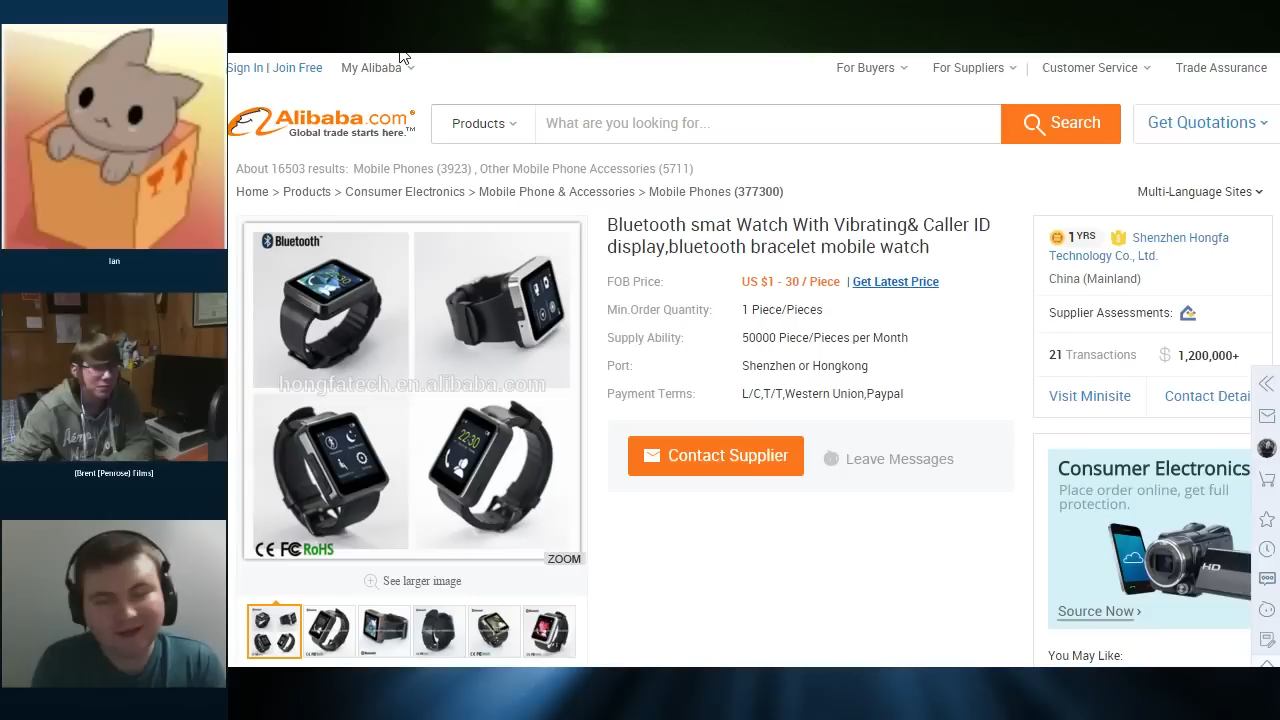 Sign In | Join Free
My Alibaba
For Buyers
For Suppliers
Customer Service
Trade Assurance
Alibaba.com®
Global trade starts here.™
Products
What are you looking for...
Search
Get Quotations
About 16503 results: Mobile Phones (3923) , Other Mobile Phone Accessories (5711)
Home > Products > Consumer Electronics > Mobile Phone & Accessories > Mobile Phones (377300)
Multi-Language Sites
Ian
[Brent (Penrose) Films]
Bluetooth™
22:30
hongfatech.en.alibaba.com
CE FC RoHS
ZOOM
See larger image
Bluetooth smat Watch With Vibrating& Caller ID
display,bluetooth bracelet mobile watch
FOB Price: US $1 - 30 / Piece | Get Latest Price
Min.Order Quantity: 1 Piece/Pieces
Supply Ability: 50000 Piece/Pieces per Month
Port: Shenzhen or Hongkong
Payment Terms: L/C,T/T,Western Union,Paypal
Contact Supplier
Leave Messages
1 YRS
Shenzhen Hongfa
Technology Co., Ltd.
China (Mainland)
Supplier Assessments:
21 Transactions
$ 1,200,000+
Visit Minisite
Contact Detai
Consumer Electronics
Place order online, get full
protection.
HD
Source Now ›
You May Like: